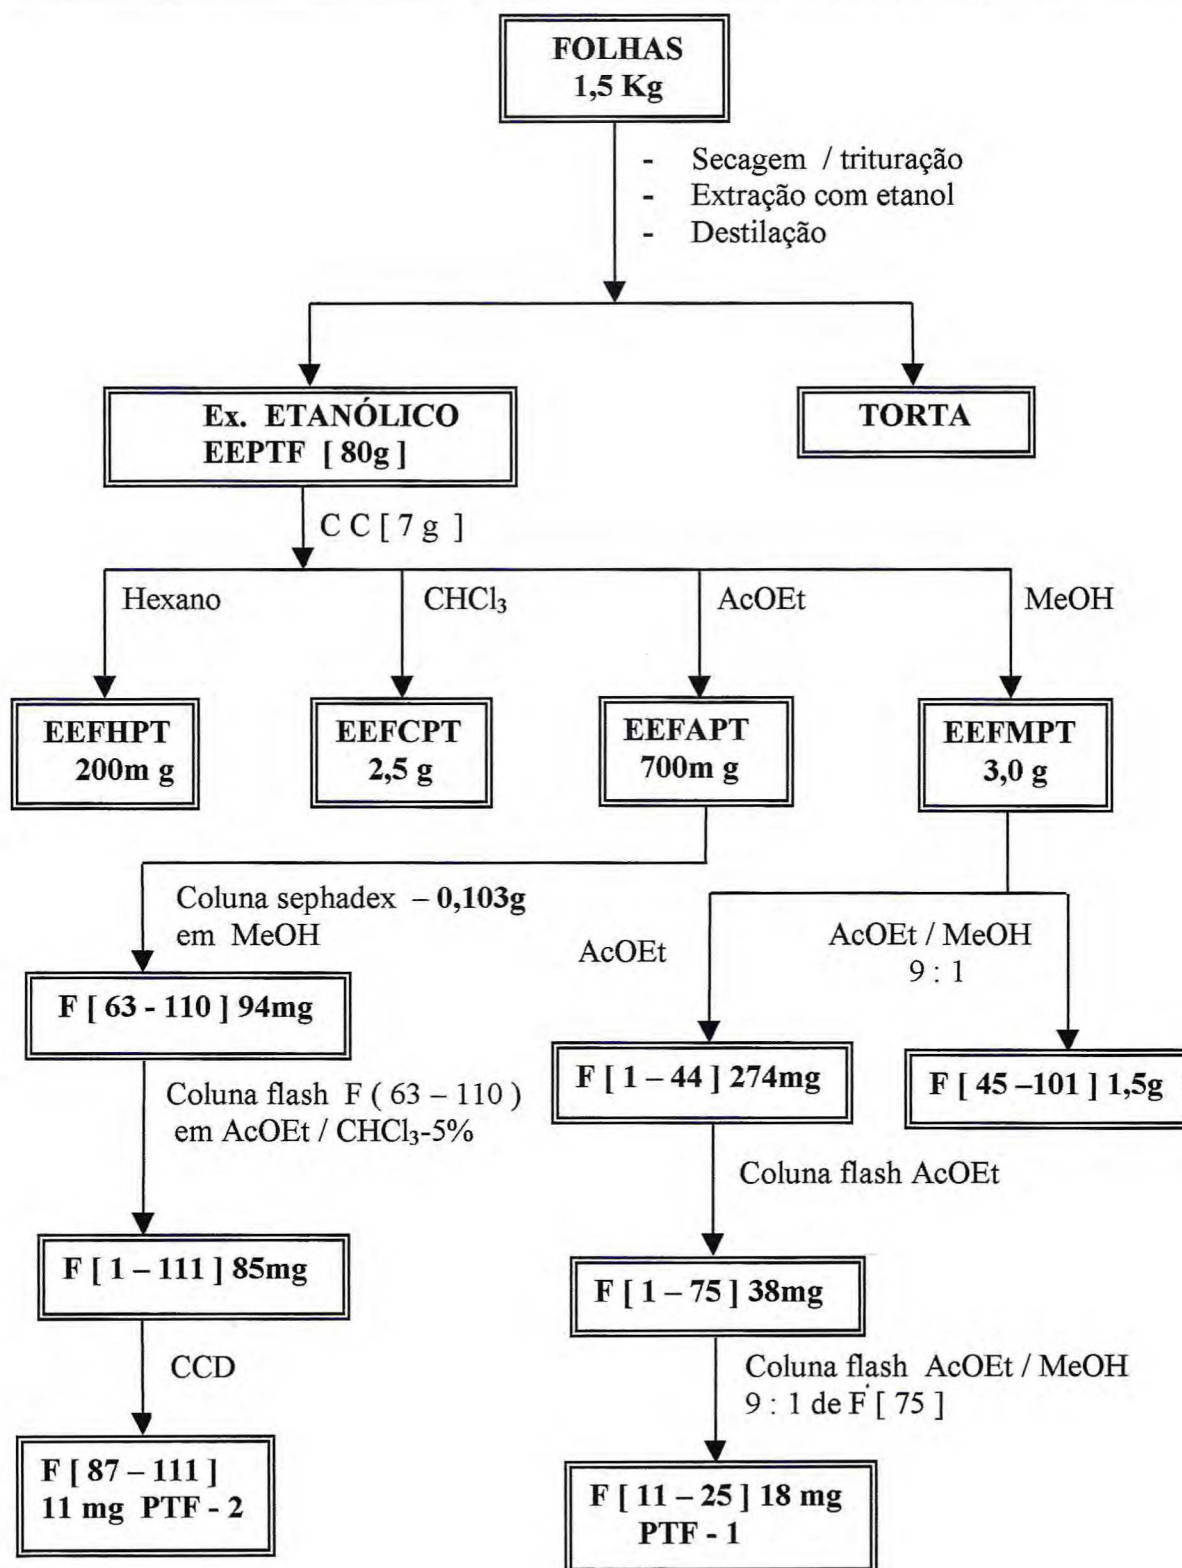 FOLHAS
1,5 Kg
- Secagem / trituração
- Extração com etanol
- Destilação
Ex. ETANÓLICO
EEPTF [ 80g ]
TORTA
C C [ 7 g ]
Hexano
CHCl₃
AcOEt
MeOH
EEFHPT
200m g
EEFCPT
2,5 g
EEFAPT
700m g
EEFMPT
3,0 g
Coluna sephadex – 0,103g
em MeOH
AcOEt
AcOEt / MeOH
9 : 1
F [ 63 - 110 ] 94mg
F [ 1 – 44 ] 274mg
F [ 45 –101 ] 1,5g
Coluna flash F ( 63 – 110 )
em AcOEt / CHCl₃-5%
Coluna flash AcOEt
F [ 1 – 111 ] 85mg
F [ 1 – 75 ] 38mg
CCD
Coluna flash AcOEt / MeOH
9 : 1 de F [ 75 ]
F [ 87 – 111 ]
11 mg PTF - 2
F [ 11 – 25 ] 18 mg
PTF - 1